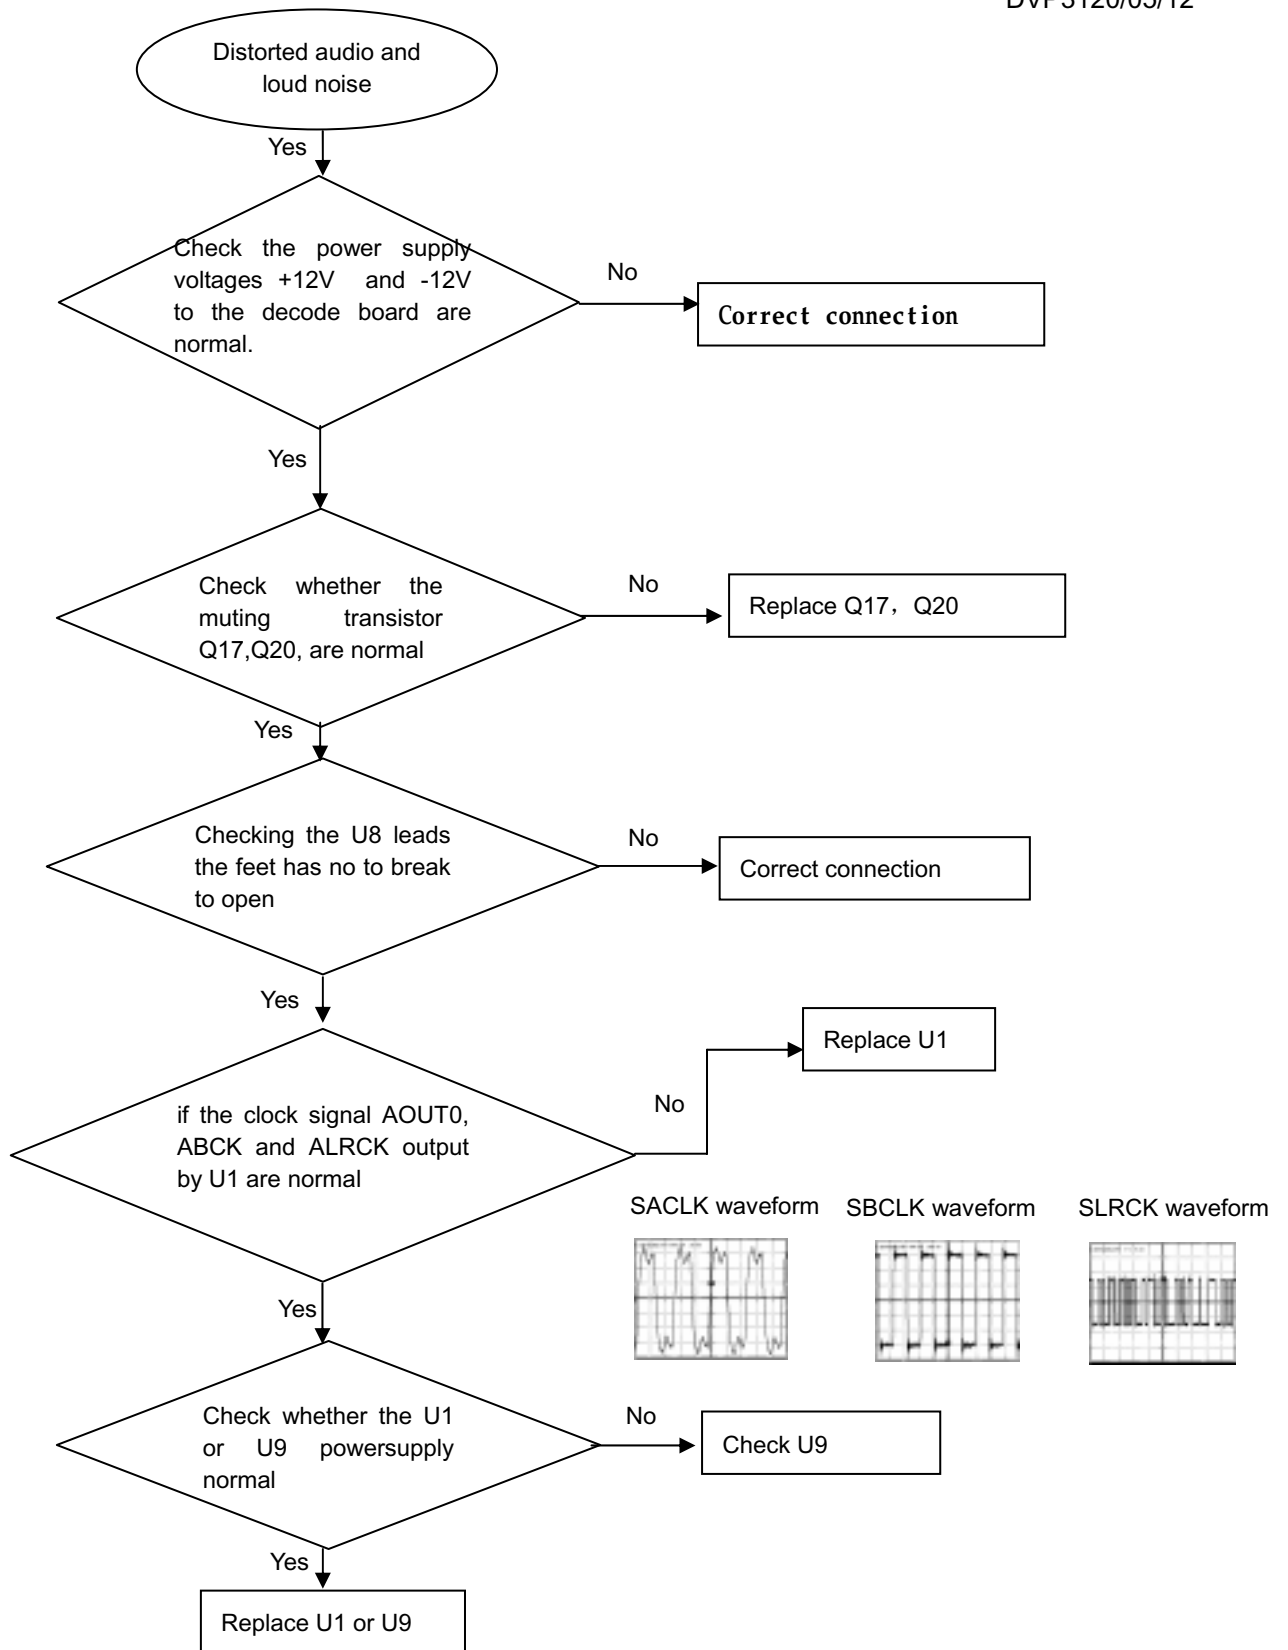 DVP3120/05/12
Distorted audio and
loud noise
Yes
Check the power supply
voltages +12V and -12V
to the decode board are
normal.
No
Correct connection
Yes
Check whether the
muting transistor
Q17,Q20, are normal
No
Replace Q17，Q20
Yes
Checking the U8 leads
the feet has no to break
to open
No
Correct connection
Yes
Replace U1
No
if the clock signal AOUT0,
ABCK and ALRCK output
by U1 are normal
SACLK waveform
SBCLK waveform
SLRCK waveform
Yes
Check whether the U1
or U9 powersupply
normal
No
Check U9
Yes
Replace U1 or U9